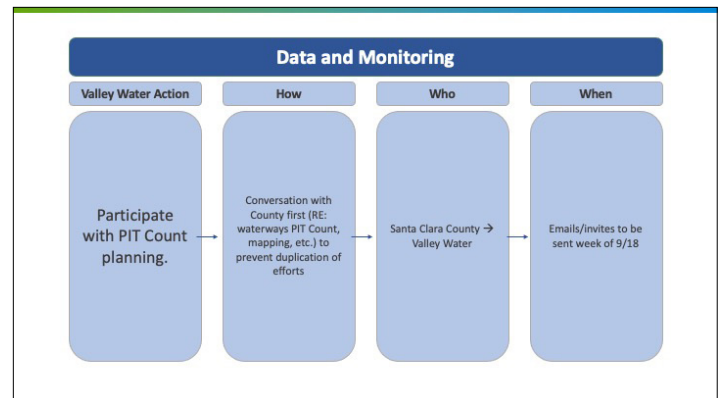 Data and Monitoring
Valley Water Action
How
Who
When
Participate
with PIT Count
planning.
Conversation with
County first (RE:
waterways PIT Count,
mapping, etc.) to
prevent duplication of
efforts
Santa Clara County →
Valley Water
Emails/invites to be
sent week of 9/18